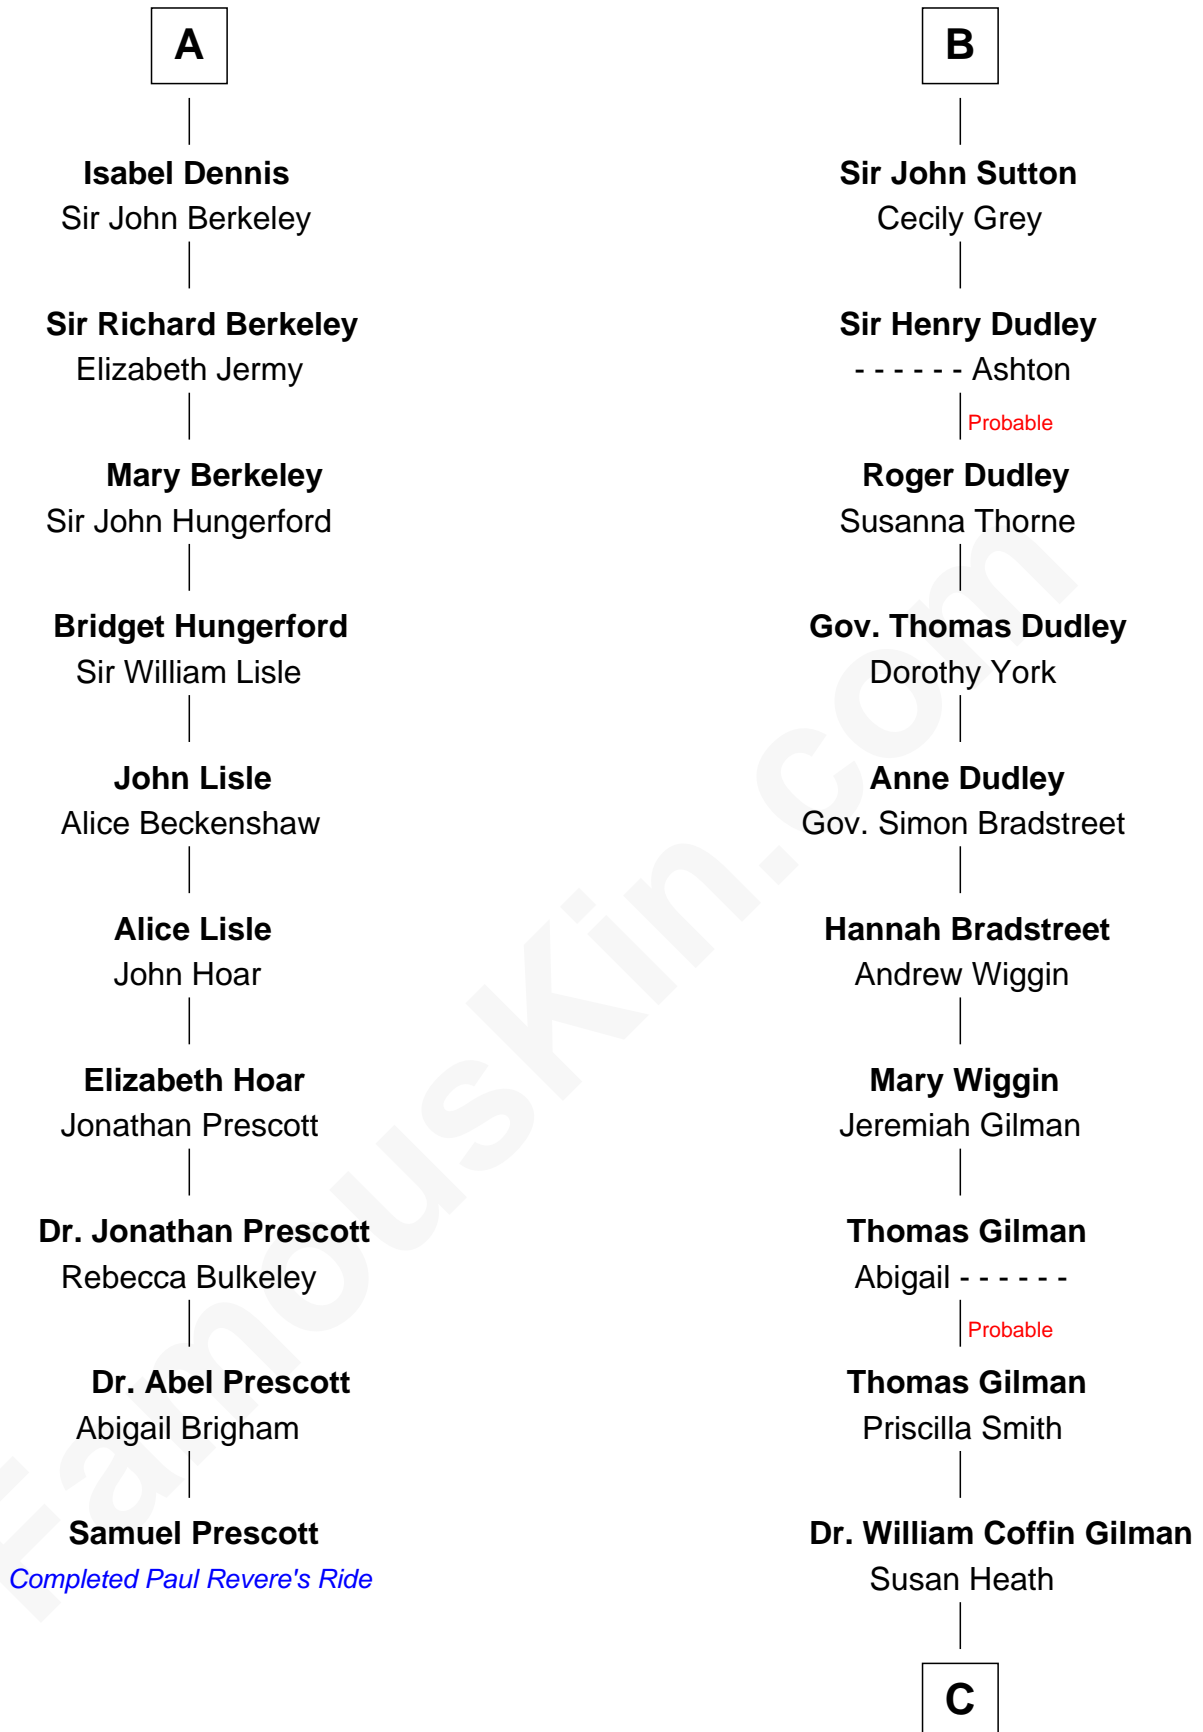 A
Isabel Dennis
Sir John Berkeley
Sir Richard Berkeley
Elizabeth Jermy
Mary Berkeley
Sir John Hungerford
Bridget Hungerford
Sir William Lisle
John Lisle
Alice Beckenshaw
Alice Lisle
John Hoar
Elizabeth Hoar
Jonathan Prescott
Dr. Jonathan Prescott
Rebecca Bulkeley
Dr. Abel Prescott
Abigail Brigham
Samuel Prescott
Completed Paul Revere's Ride
B
Sir John Sutton
Cecily Grey
Sir Henry Dudley
- - - - - - Ashton
Probable
Roger Dudley
Susanna Thorne
Gov. Thomas Dudley
Dorothy York
Anne Dudley
Gov. Simon Bradstreet
Hannah Bradstreet
Andrew Wiggin
Mary Wiggin
Jeremiah Gilman
Thomas Gilman
Abigail - - - - - -
Probable
Thomas Gilman
Priscilla Smith
Dr. William Coffin Gilman
Susan Heath
C
FamousKin.com